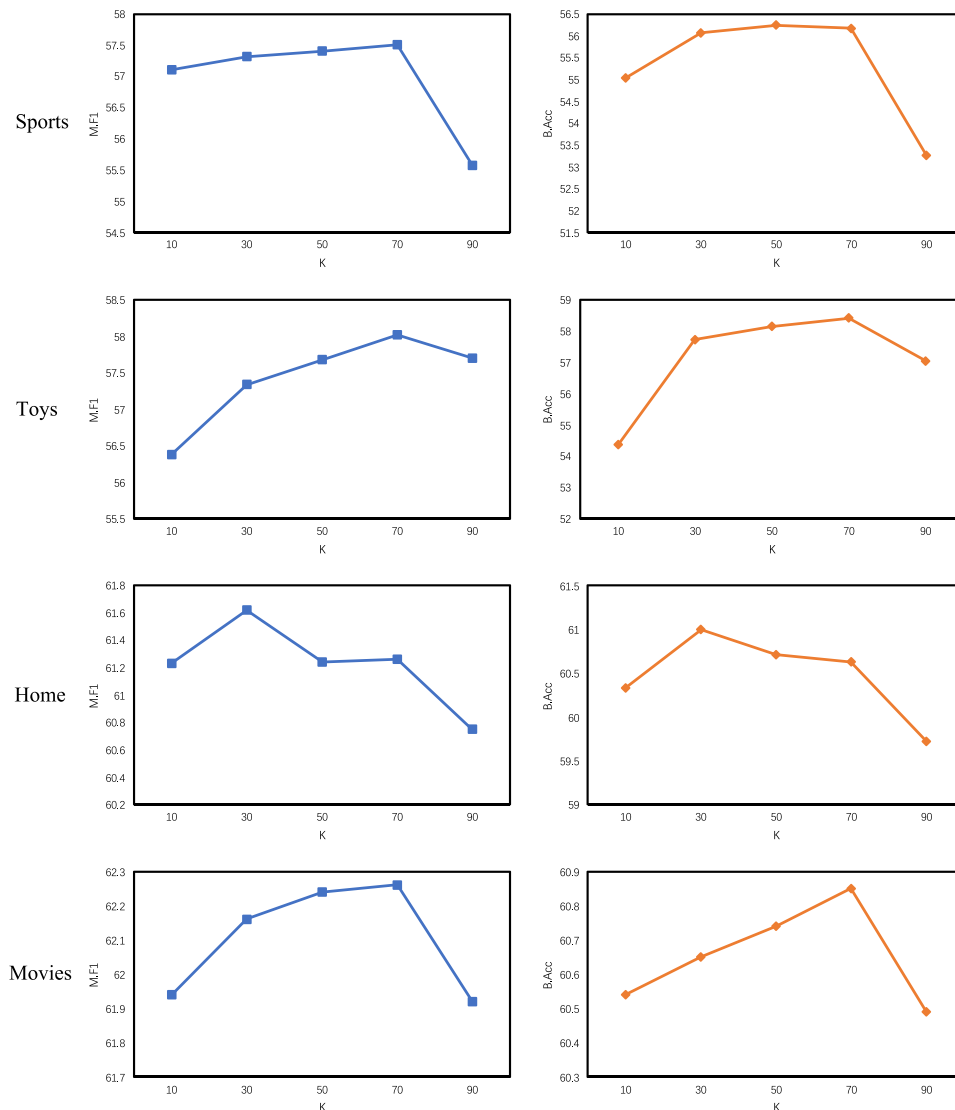 Sports
M.F1
58
57.5
57
56.5
56
55.5
55
54.5
10 30 50 70 90
K
B.Acc
56.5
56
55.5
55
54.5
54
53.5
53
52.5
52
51.5
10 30 50 70 90
K
Toys
M.F1
58.5
58
57.5
57
56.5
56
55.5
10 30 50 70 90
K
B.Acc
59
58
57
56
55
54
53
52
10 30 50 70 90
K
Home
M.F1
61.8
61.6
61.4
61.2
61
60.8
60.6
60.4
60.2
10 30 50 70 90
K
B.Acc
61.5
61
60.5
60
59.5
59
10 30 50 70 90
K
Movies
M.F1
62.3
62.2
62.1
62
61.9
61.8
61.7
10 30 50 70 90
K
B.Acc
60.9
60.8
60.7
60.6
60.5
60.4
60.3
10 30 50 70 90
K